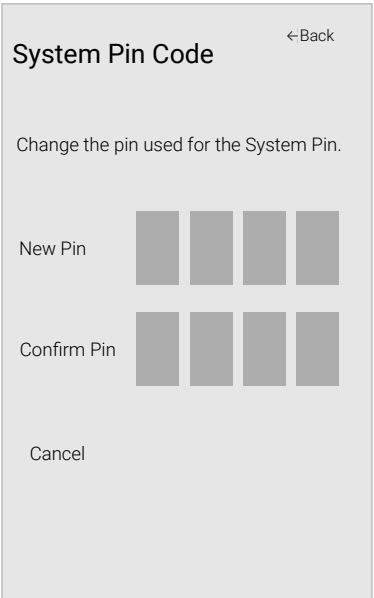 ←Back
System Pin Code
Change the pin used for the System Pin.
New Pin
Confirm Pin
Cancel